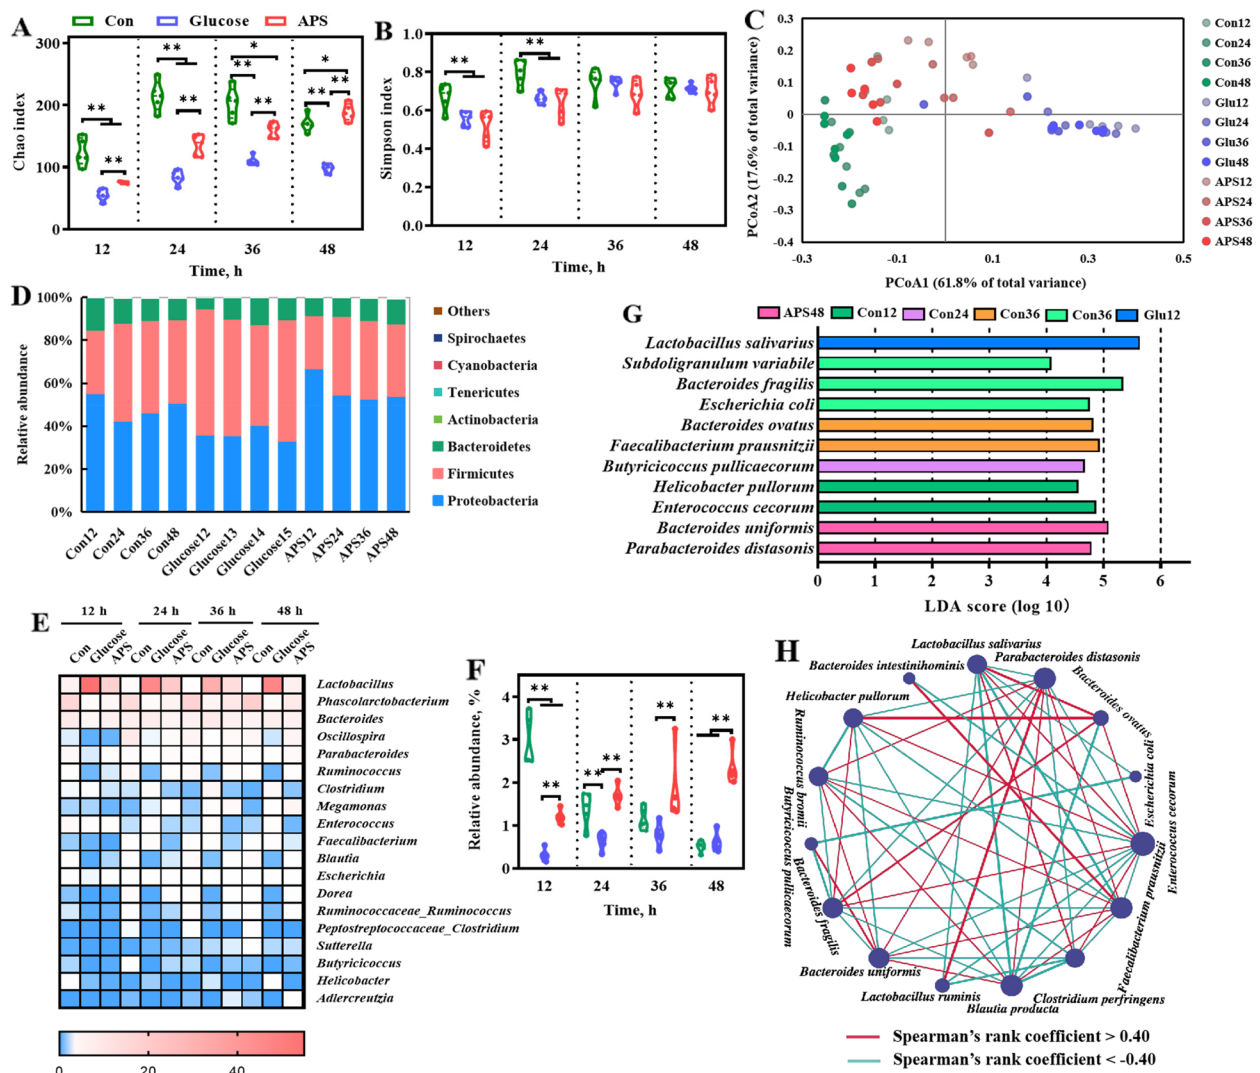 A
Con
Glucose
APS
Chao index
300
200
100
0
**
**
**
**
**
*
**
*
**
**
12
24
36
48
Time, h
B
Simpson index
1.0
0.8
0.6
0.4
0.2
0.0
**
**
12
24
36
48
Time, h
C
PCoA2 (17.6% of total variance)
0.3
0.2
0.1
0
-0.1
-0.2
-0.3
-0.4
-0.3
-0.1
0.1
0.3
0.5
PCoA1 (61.8% of total variance)
Con12
Con24
Con36
Con48
Glu12
Glu24
Glu36
Glu48
APS12
APS24
APS36
APS48
D
Relative abundance
100%
80%
60%
40%
20%
0%
Con12
Con24
Con36
Con48
Glucose12
Glucose13
Glucose14
Glucose15
APS12
APS24
APS36
APS48
Others
Spirochaetes
Cyanobacteria
Tenericutes
Actinobacteria
Bacteroidetes
Firmicutes
Proteobacteria
G
APS48
Con12
Con24
Con36
Con36
Glu12
Lactobacillus salivarius
Subdoligranulum variabile
Bacteroides fragilis
Escherichia coli
Bacteroides ovatus
Faecalibacterium prausnitzii
Butyricicoccus pullicaecorum
Helicobacter pullorum
Enterococcus cecorum
Bacteroides uniformis
Parabacteroides distasonis
0
1
2
3
4
5
6
LDA score (log 10)
E
12 h
24 h
36 h
48 h
Con
Glucose
APS
Con
Glucose
APS
Con
Glucose
APS
Con
Glucose
APS
Lactobacillus
Phascolarctobacterium
Bacteroides
Oscillospira
Parabacteroides
Ruminococcus
Clostridium
Megamonas
Enterococcus
Faecalibacterium
Blautia
Escherichia
Dorea
Ruminococcaceae_Ruminococcus
Peptostreptococcaceae_Clostridium
Sutterella
Butyricoccus
Helicobacter
Adlercreutzia
0
20
40
F
Relative abundance, %
4
3
2
1
0
**
**
**
**
**
**
12
24
36
48
Time, h
H
Lactobacillus salivarius
Parabacteroides distasonis
Bacteroides intestinihominis
Bacteroides ovatus
Helicobacter pullorum
Escherichia coli
Ruminococcus bromii
Enterococcus cecorum
Butyricicoccus pullicaecorum
Faecalibacterium prausnitzii
Bacteroides fragilis
Bacteroides uniformis
Clostridium perfringens
Lactobacillus ruminis
Blautia producta
Spearman's rank coefficient > 0.40
Spearman's rank coefficient < -0.40